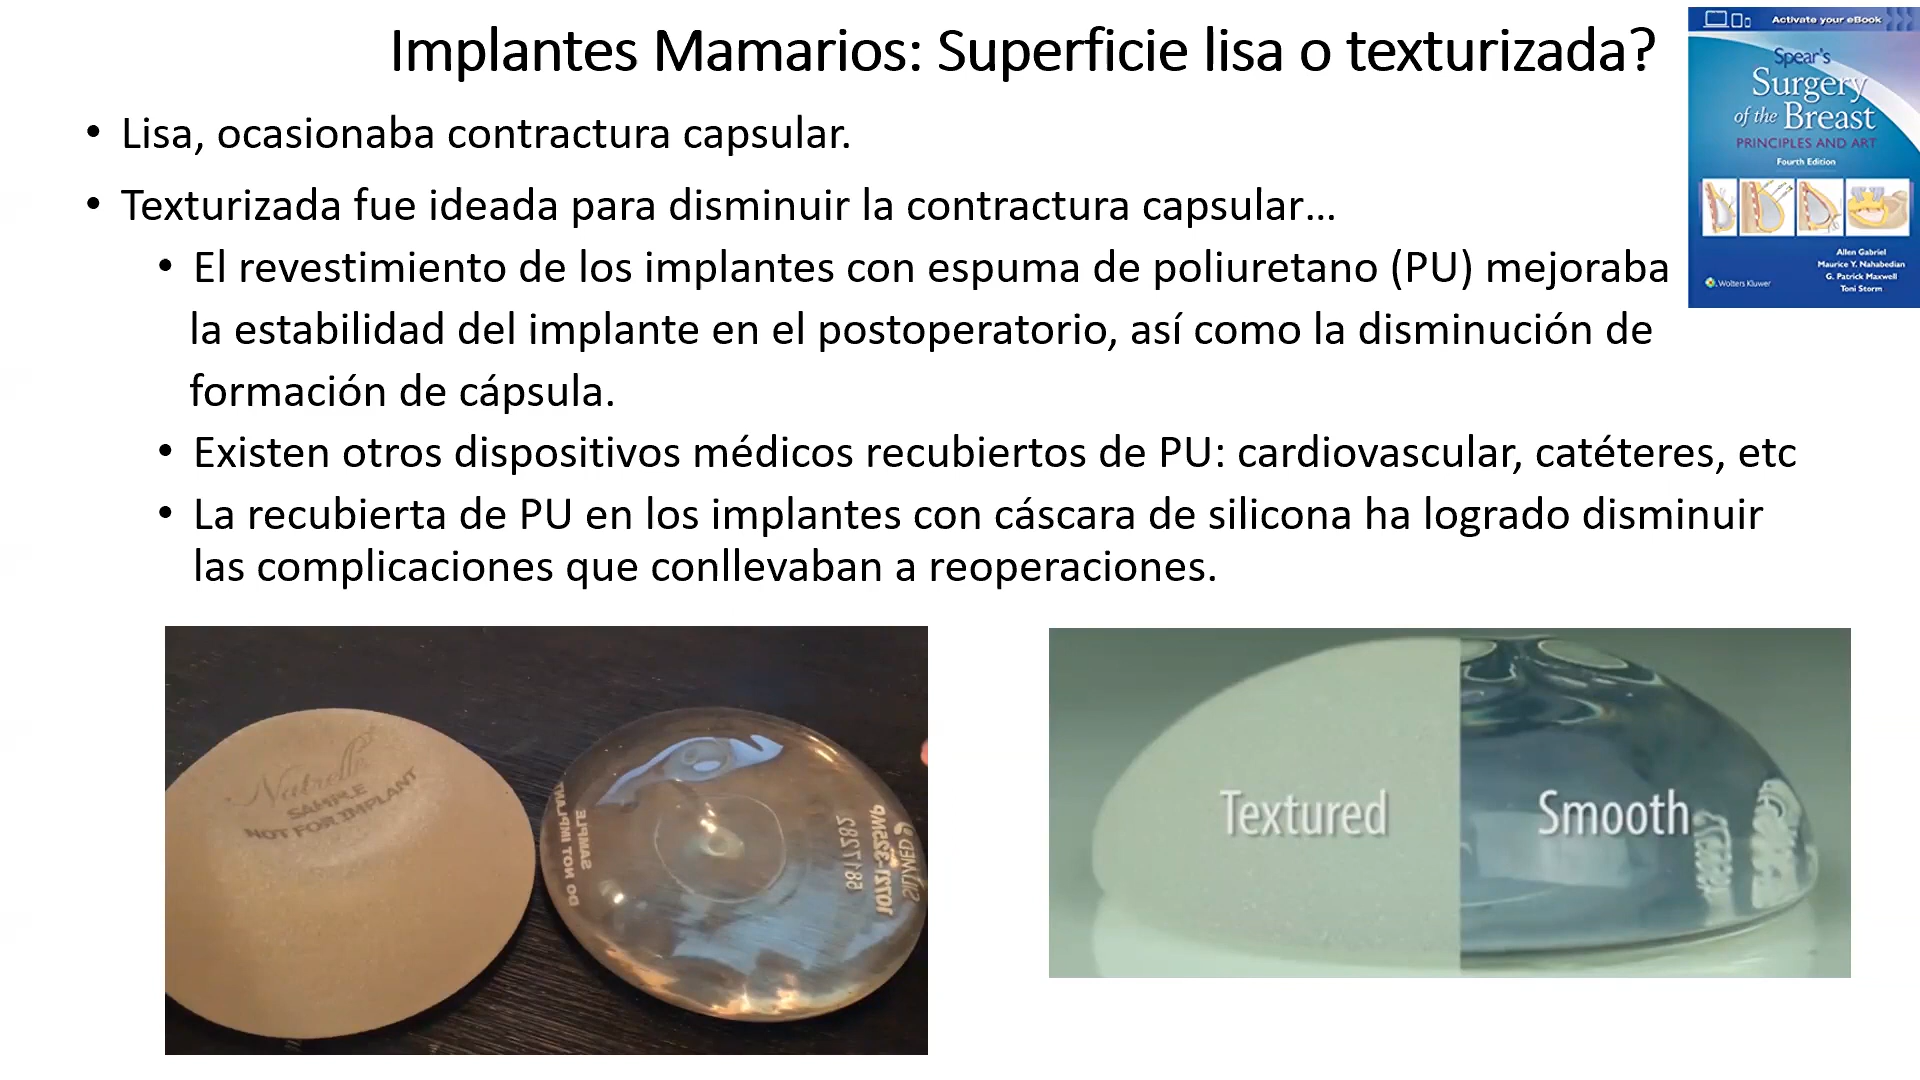 Implantes Mamarios: Superficie lisa o texturizada?
• Lisa, ocasionaba contractura capsular.
• Texturizada fue ideada para disminuir la contractura capsular...
• El revestimiento de los implantes con espuma de poliuretano (PU) mejoraba
la estabilidad del implante en el postoperatorio, así como la disminución de
formación de cápsula.
• Existen otros dispositivos médicos recubiertos de PU: cardiovascular, catéteres, etc
• La recubierta de PU en los implantes con cáscara de silicona ha logrado disminuir
las complicaciones que conllevaban a reoperaciones.
Activate your eBook
Spear's
Surgery
of the Breast
PRINCIPLES AND ART
Fourth Edition
Allen Gabriel
Maurice Y. Nahabedian
G. Patrick Maxwell
Toni Storm
Wolters Kluwer
Natrelle
SAMPLE
NOT FOR IMPLANT
DO NOT IMPLANT
SAMPLE
6817282
10721-325MP
SILIMED
Textured
Smooth